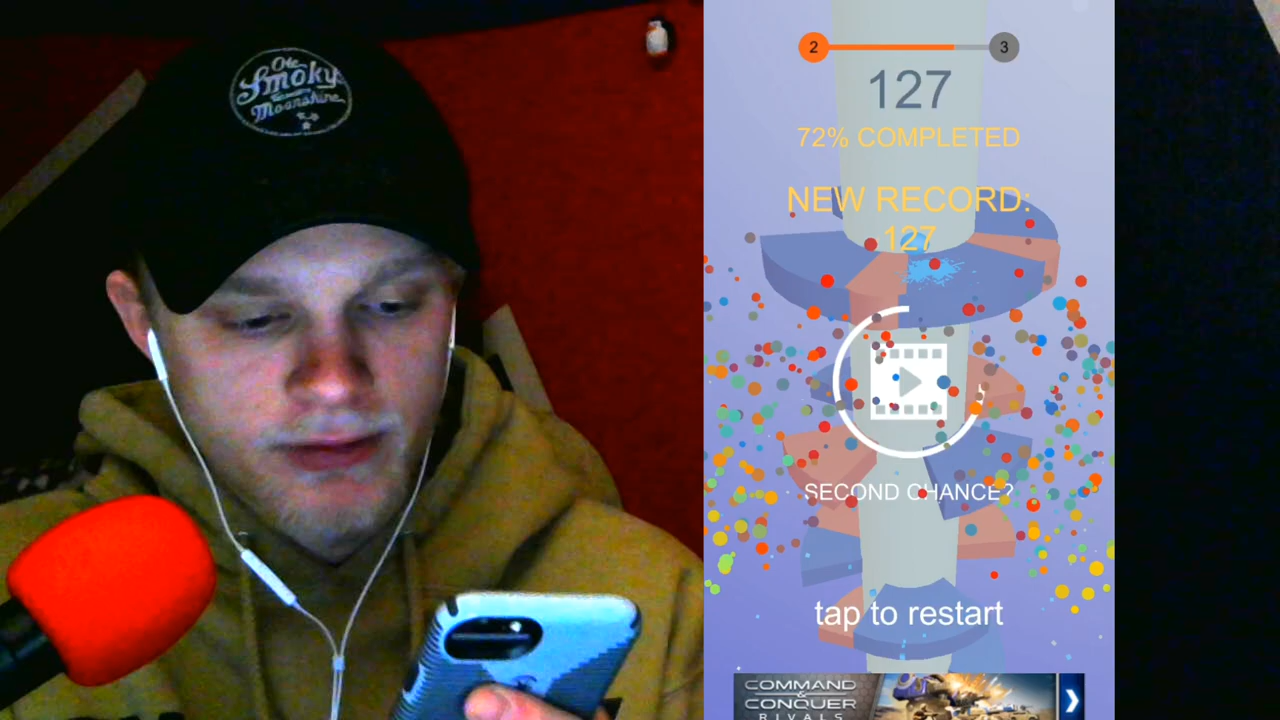 Ole
Smoky
Tennessee
Moonshine
2
3
127
72% COMPLETED
NEW RECORD:
127
SECOND CHANCE?
tap to restart
COMMAND
&
CONQUER
RIVALS